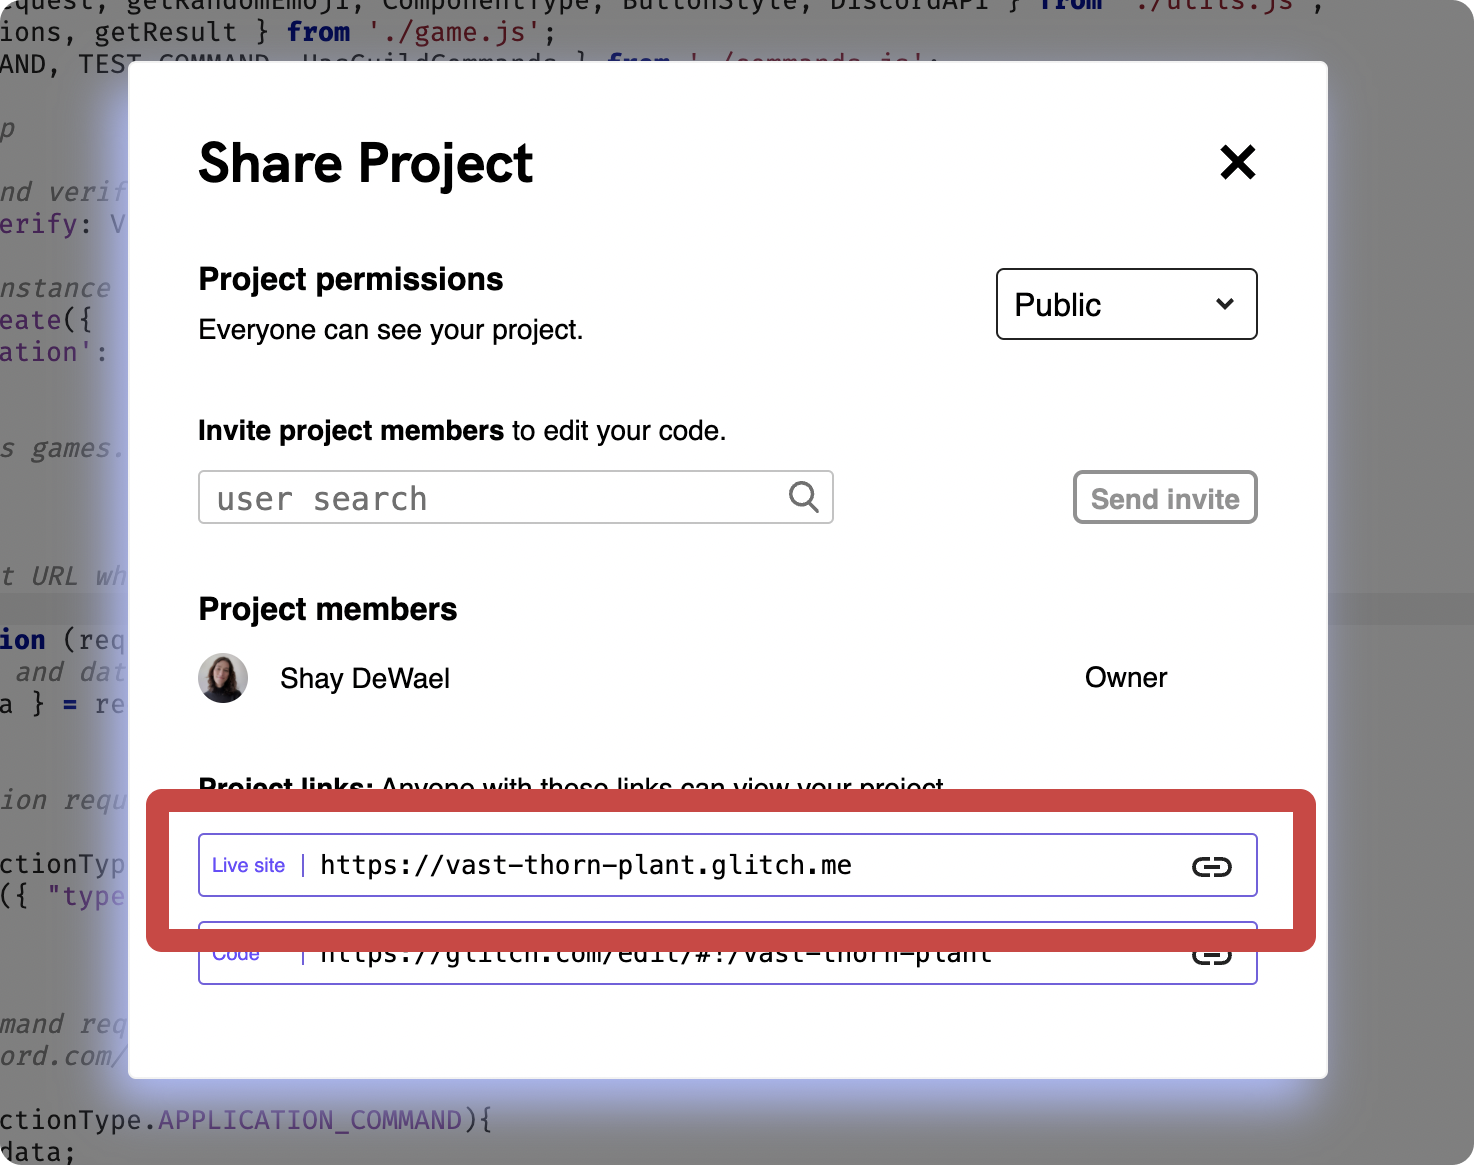 quest, getRandomEmoji, ComponentType, ButtonStyle, DiscordAPI } from './utils.js';
ions, getResult } from './game.js';
AND, TEST_COMMAND, HasGuildCommands } from './commands.js';
p
Share Project
nd verif
erify: V
Project permissions
Public
nstance
Everyone can see your project.
eate({
ation':
Invite project members to edit your code.
s games.
user search
Send invite
t URL wh
Project members
ion (req
and dat
Shay DeWael
Owner
a } = re
Project links: Anyone with these links can view your project
ion requ
Live site | https://vast-thorn-plant.glitch.me
ctionTyp
({ "type
Code | https://glitch.com/edit/#!/vast-thorn-plant
mand req
ord.com/
ctionType.APPLICATION_COMMAND){
data;